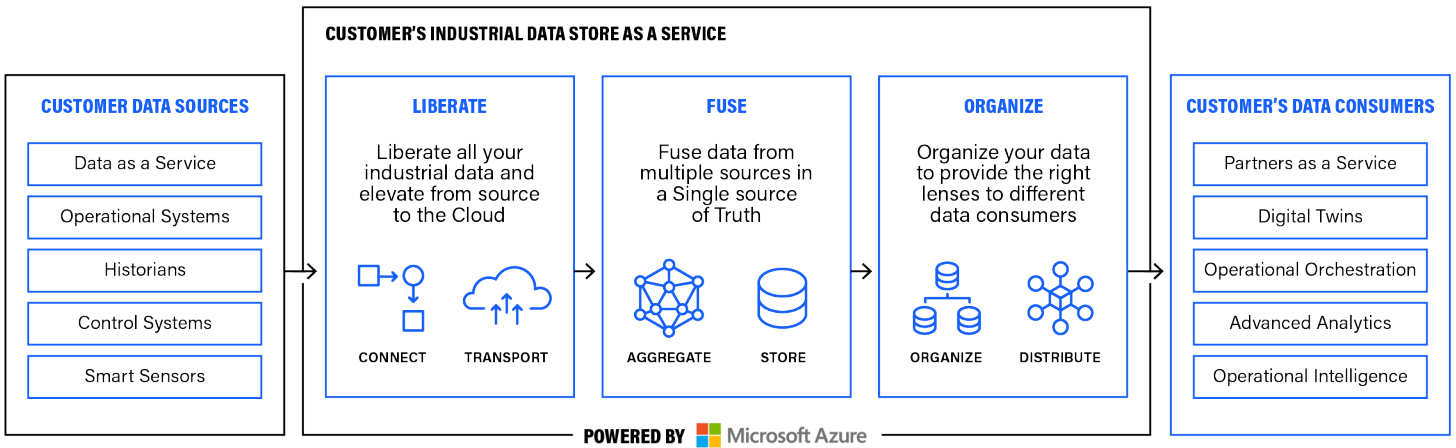 CUSTOMER'S INDUSTRIAL DATA STORE AS A SERVICE
CUSTOMER DATA SOURCES
Data as a Service
Operational Systems
Historians
Control Systems
Smart Sensors
LIBERATE
Liberate all your
industrial data and
elevate from source
to the Cloud
CONNECT
TRANSPORT
FUSE
Fuse data from
multiple sources in
a Single source
of Truth
AGGREGATE
STORE
ORGANIZE
Organize your data
to provide the right
lenses to different
data consumers
ORGANIZE
DISTRIBUTE
CUSTOMER'S DATA CONSUMERS
Partners as a Service
Digital Twins
Operational Orchestration
Advanced Analytics
Operational Intelligence
POWERED BY Microsoft Azure